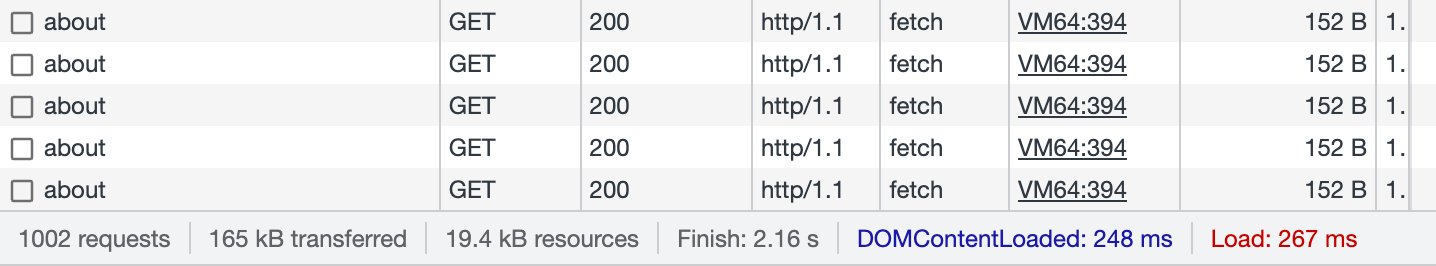 about GET 200 http/1.1 fetch VM64:394 152 B 1.
about GET 200 http/1.1 fetch VM64:394 152 B 1.
about GET 200 http/1.1 fetch VM64:394 152 B 1.
about GET 200 http/1.1 fetch VM64:394 152 B 1.
about GET 200 http/1.1 fetch VM64:394 152 B 1.
1002 requests 165 kB transferred 19.4 kB resources Finish: 2.16 s DOMContentLoaded: 248 ms Load: 267 ms